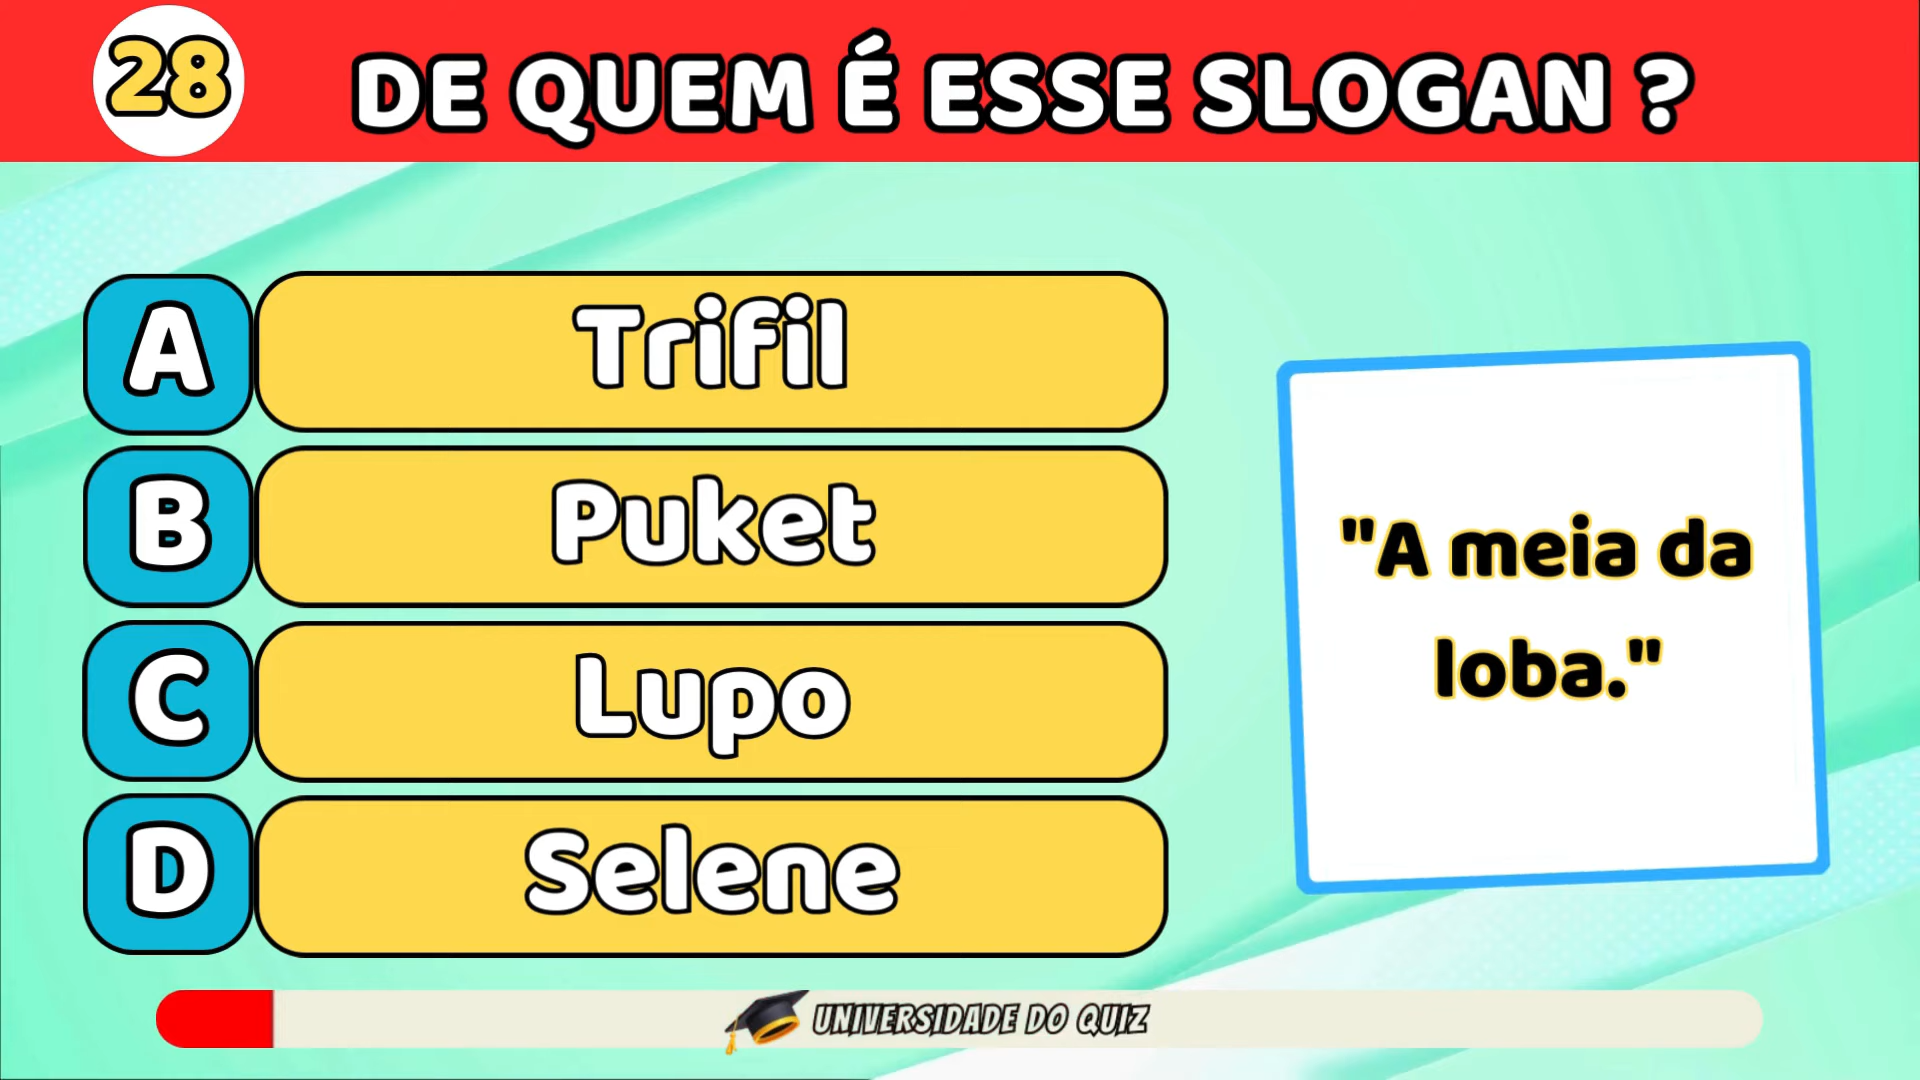 28
DE QUEM É ESSE SLOGAN ?
A
Trifil
B
Puket
C
Lupo
D
Selene
"A meia da
loba."
UNIVERSIDADE DO QUIZ